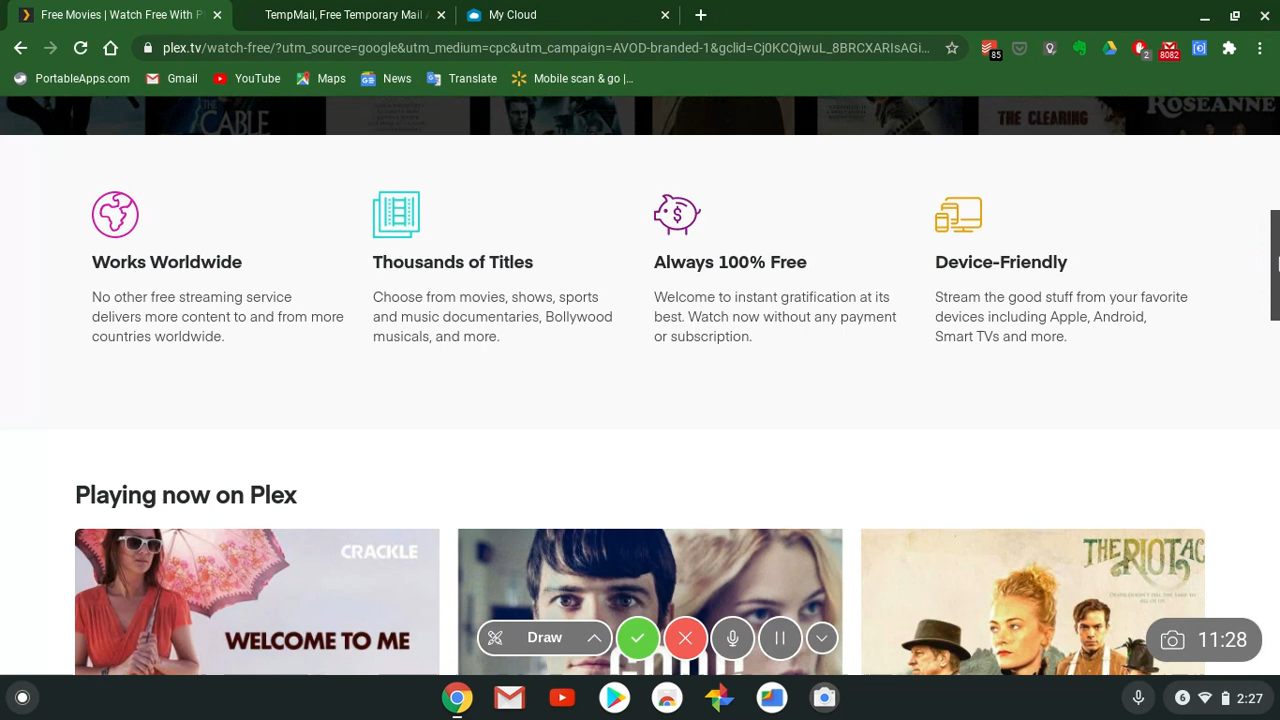 Free Movies | Watch Free With P
TempMail, Free Temporary Mail
My Cloud
plex.tv/watch-free/?utm_source=google&utm_medium=cpc&utm_campaign=AVOD-branded-1&gclid=Cj0KCQjwuL_8BRCXARIsAGi...
85
2
8082
PortableApps.com
Gmail
YouTube
Maps
News
Translate
Mobile scan & go |...
THE
CABLE
THE CLEARING
ROSEANNE
Works Worldwide
No other free streaming service
delivers more content to and from more
countries worldwide.
Thousands of Titles
Choose from movies, shows, sports
and music documentaries, Bollywood
musicals, and more.
Always 100% Free
Welcome to instant gratification at its
best. Watch now without any payment
or subscription.
Device-Friendly
Stream the good stuff from your favorite
devices including Apple, Android,
Smart TVs and more.
Playing now on Plex
CRACKLE
WELCOME TO ME
THE RIOT AC
Draw
11:28
6
2:27